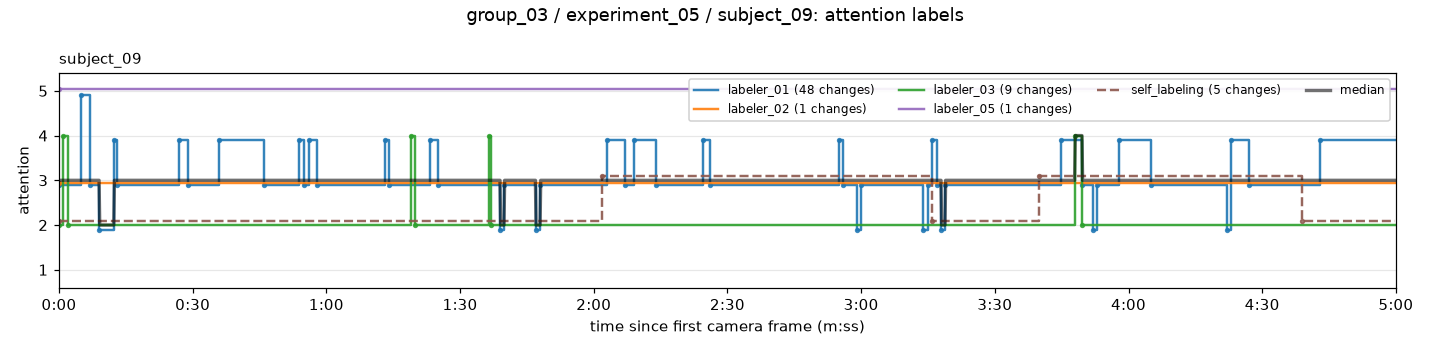 group_03 / experiment_05 / subject_09: attention labels
subject_09
labeler_01 (48 changes)
labeler_02 (1 changes)
labeler_03 (9 changes)
labeler_05 (1 changes)
self_labeling (5 changes)
median
attention
5
4
3
2
1
0:00 0:30 1:00 1:30 2:00 2:30 3:00 3:30 4:00 4:30 5:00
time since first camera frame (m:ss)